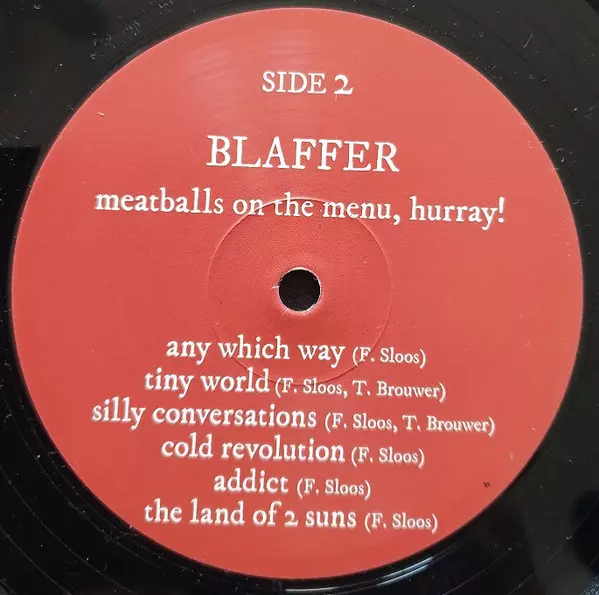 SIDE 2
BLAFFER
meatballs on the menu, hurray!
any which way (F. Sloos)
tiny world (F. Sloos, T. Brouwer)
silly conversations (F. Sloos, T. Brouwer)
cold revolution (F. Sloos)
addict (F. Sloos)
the land of 2 suns (F. Sloos)